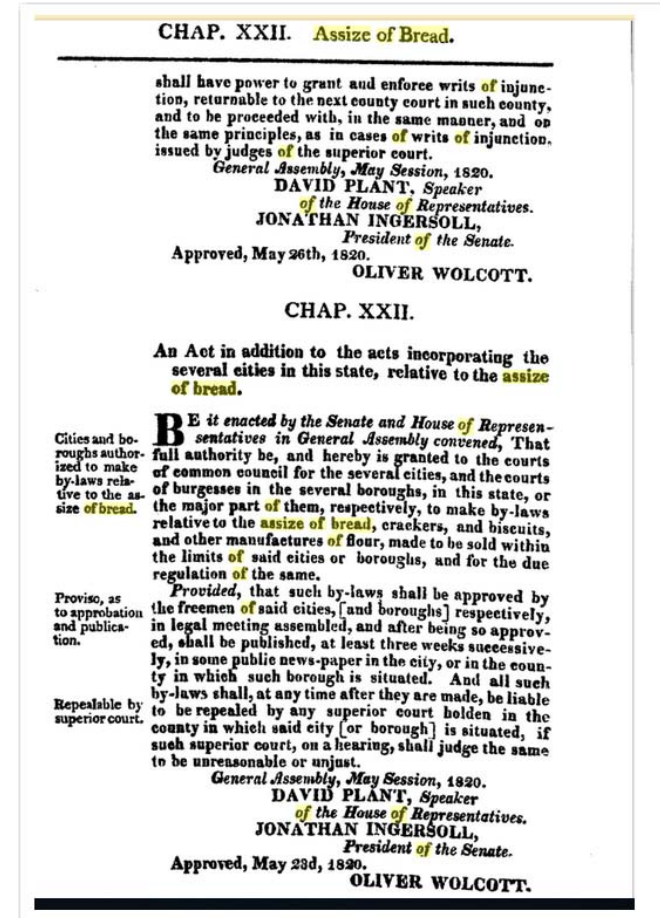 CHAP. XXII. Assize of Bread.
shall have power to grant and enforce writs of injunc-
tion, returnable to the next county court in such county,
and to be proceeded with, in the same manner, and on
the same principles, as in cases of writs of injunction,
issued by judges of the superior court.
General Assembly, May Session, 1820.
DAVID PLANT, Speaker
of the House of Representatives.
JONATHAN INGERSOLL,
President of the Senate.
Approved, May 26th, 1820.
OLIVER WOLCOTT.
CHAP. XXII.
An Act in addition to the acts incorporating the
several cities in this state, relative to the assize
of bread.
Cities and bo-
roughs author-
ized to make
by-laws rela-
tive to the as-
size of bread.
BE it enacted by the Senate and House of Represen-
sentatives in General Assembly convened, That
full authority be, and hereby is granted to the courts
of common council for the several cities, and the courts
of burgesses in the several boroughs, in this state, or
the major part of them, respectively, to make by-laws
relative to the assize of bread, crackers, and biscuits,
and other manufactures of flour, made to be sold within
the limits of said cities or boroughs, and for the due
regulation of the same.
Proviso, as
to approbation
and publica-
tion.
Provided, that such by-laws shall be approved by
the freemen of said cities, [and boroughs] respectively,
in legal meeting assembled, and after being so approv-
ed, shall be published, at least three weeks successive-
ly, in some public news-paper in the city, or in the coun-
ty in which such borough is situated. And all such
by-laws shall, at any time after they are made, be liable
to be repealed by any superior court holden in the
county in which said city [or borough] is situated, if
such superior court, on a hearing, shall judge the same
to be unreasonable or unjust.
Repealable by
superior court.
General Assembly, May Session, 1820.
DAVID PLANT, Speaker
of the House of Representatives.
JONATHAN INGERSOLL,
President of the Senate.
Approved, May 23d, 1820.
OLIVER WOLCOTT.